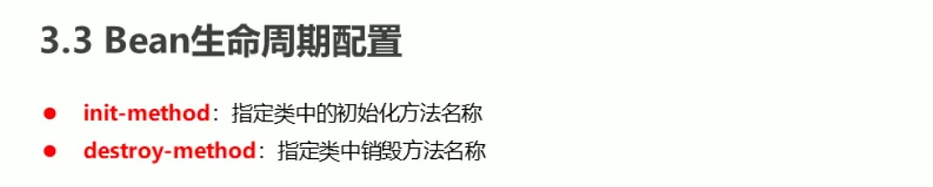 3.3 Bean生命周期配置
● init-method：指定类中的初始化方法名称
● destroy-method：指定类中销毁方法名称